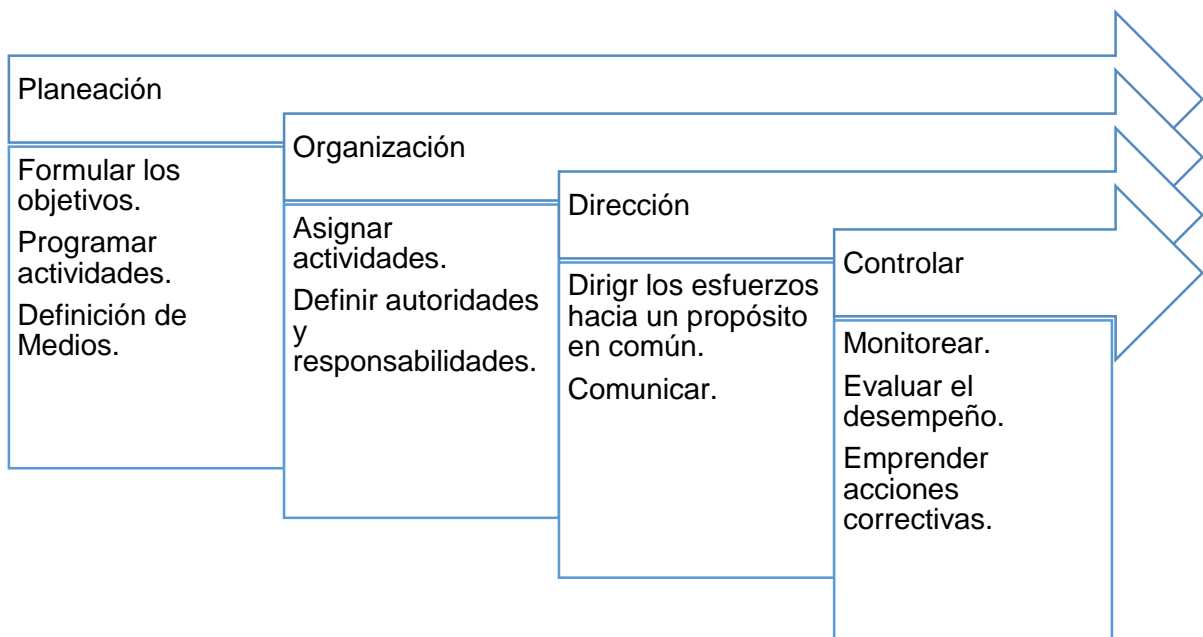 Planeación
Formular los
objetivos.
Programar
actividades.
Definición de
Medios.
Organización
Asignar
actividades.
Definir autoridades
y
responsabilidades.
Dirección
Dirigr los esfuerzos
hacia un propósito
en común.
Comunicar.
Controlar
Monitorear.
Evaluar el
desempeño.
Emprender
acciones
correctivas.